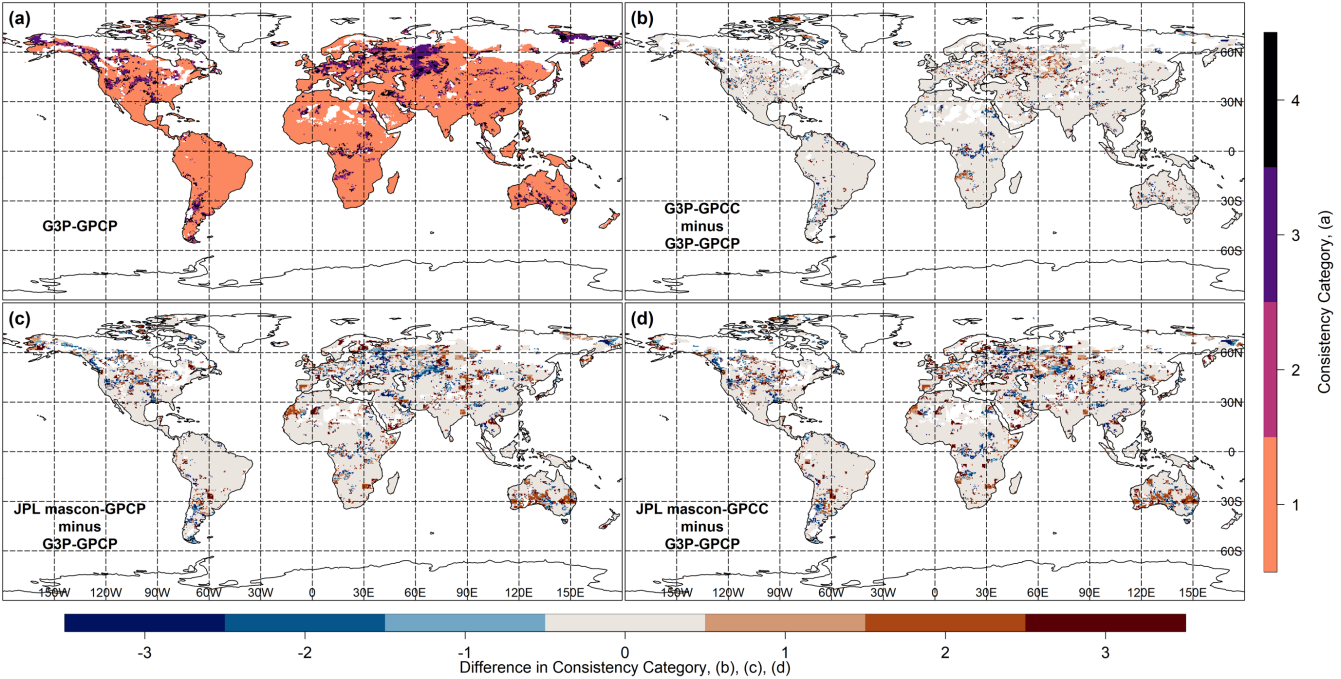 (a)
(b)
60N
30N
0
30S
60S
G3P-GPCP
G3P-GPCC
minus
G3P-GPCP
(c)
(d)
60N
30N
0
30S
60S
JPL mascon-GPCP
minus
G3P-GPCP
JPL mascon-GPCC
minus
G3P-GPCP
150W 120W 90W 60W 30W 0 30E 60E 90E 120E 150E
150W 120W 90W 60W 30W 0 30E 60E 90E 120E 150E
-3 -2 -1 0 1 2 3
Difference in Consistency Category, (b), (c), (d)
4
3
2
1
Consistency Category, (a)